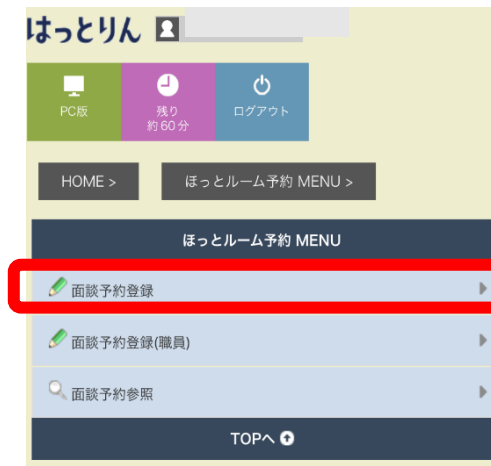 はっとりん
PC版
残り
約60分
ログアウト
HOME >
ほっとルーム予約 MENU >
ほっとルーム予約 MENU
面談予約登録
面談予約登録(職員)
面談予約参照
TOPへ